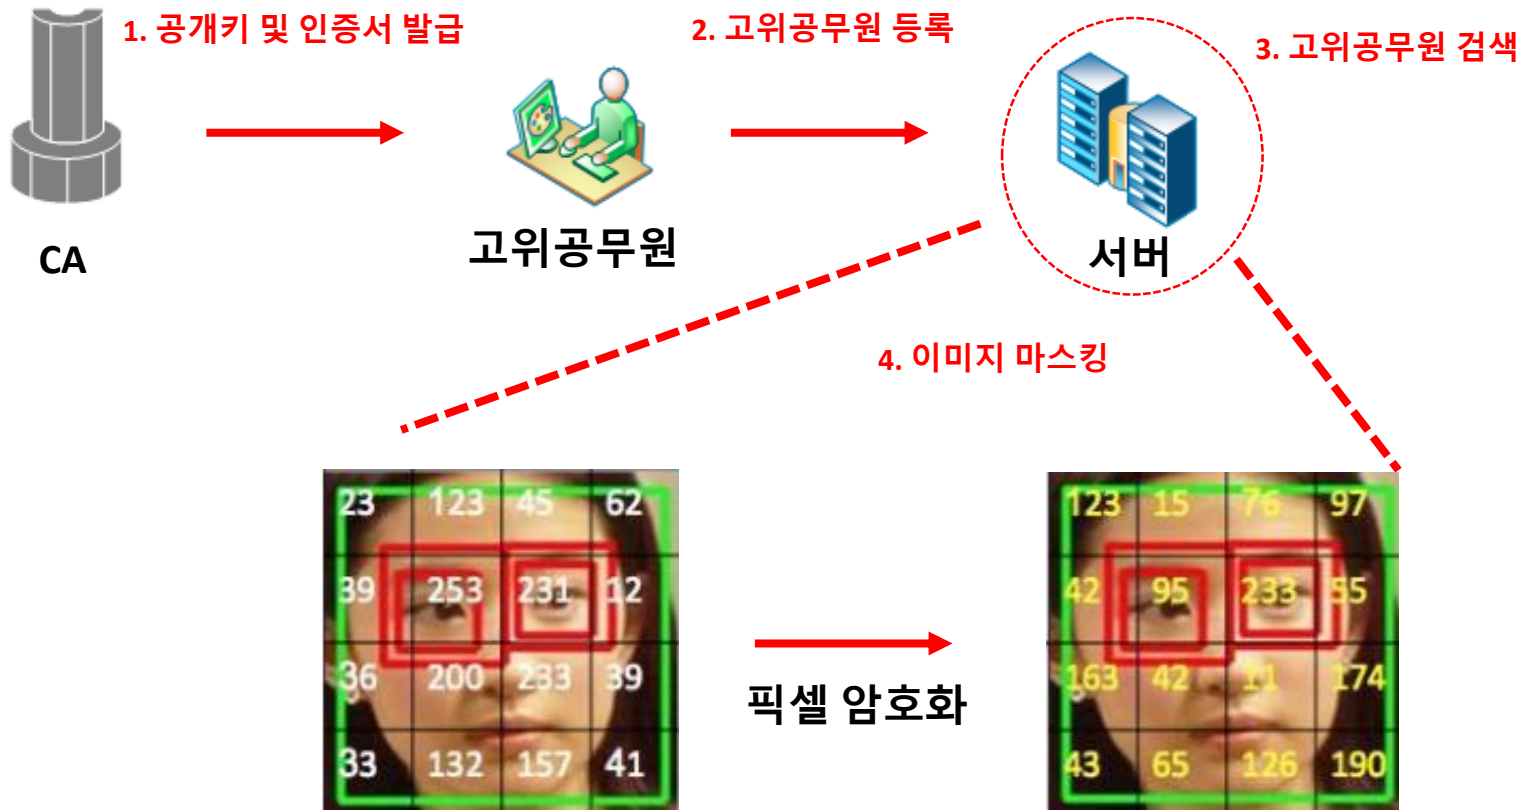 1. 공개키 및 인증서 발급
2. 고위공무원 등록
3. 고위공무원 검색
CA
고위공무원
서버
4. 이미지 마스킹
23 123 45 62
39 253 231 12
36 200 233 39
33 132 157 41
픽셀 암호화
123 15 76 97
42 95 233 55
163 42 11 174
43 65 126 190